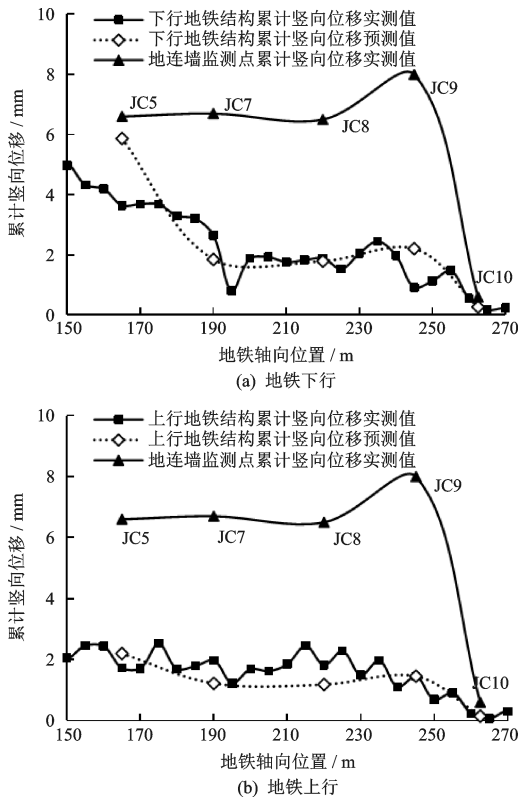 下行地铁结构累计竖向位移实测值
下行地铁结构累计竖向位移预测值
地连墙监测点累计竖向位移实测值
10
8
6
4
2
0
累计竖向位移 / mm
JC5
JC7
JC8
JC9
JC10
150 170 190 210 230 250 270
地铁轴向位置 / m
(a) 地铁下行
上行地铁结构累计竖向位移实测值
上行地铁结构累计竖向位移预测值
地连墙监测点累计竖向位移实测值
10
8
6
4
2
0
累计竖向位移 / mm
JC5
JC7
JC8
JC9
JC10
150 170 190 210 230 250 270
地铁轴向位置 / m
(b) 地铁上行